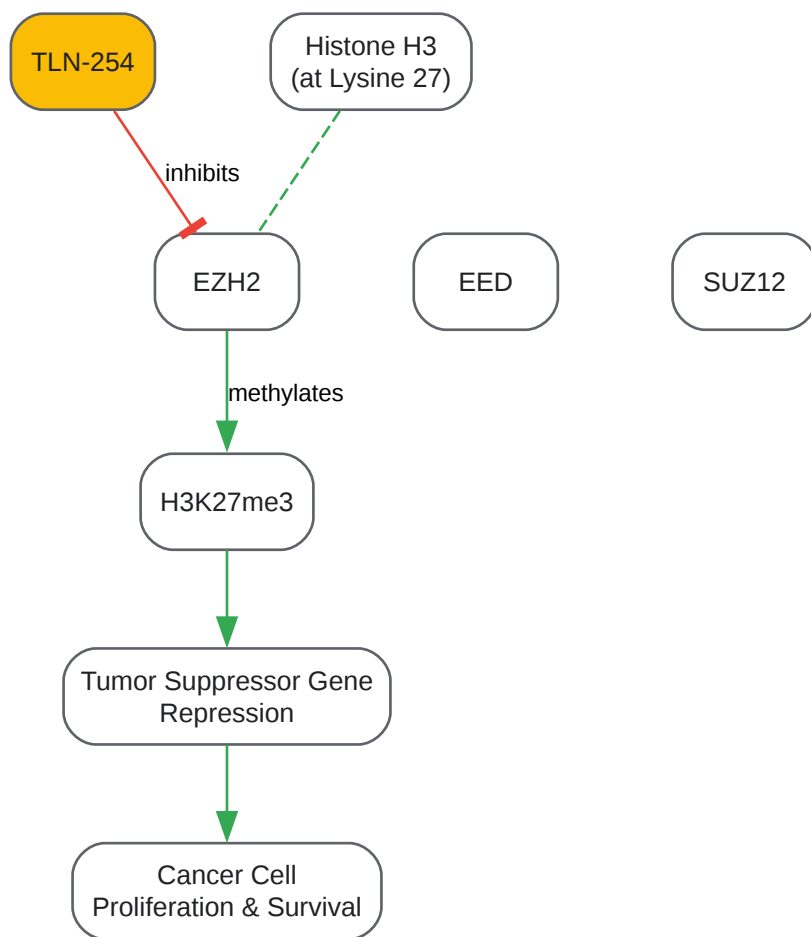 TLN-254
Histone H3
(at Lysine 27)
inhibits
EZH2
EED
SUZ12
methylates
H3K27me3
Tumor Suppressor Gene
Repression
Cancer Cell
Proliferation & Survival